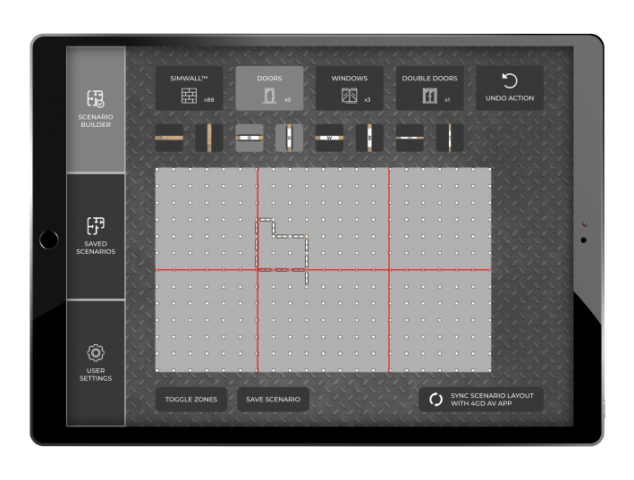 SIMWALL™
x88
DOORS
x0
WINDOWS
x3
DOUBLE DOORS
x1
UNDO ACTION
SCENARIO
BUILDER
SAVED
SCENARIOS
USER
SETTINGS
W
TOGGLE ZONES
SAVE SCENARIO
SYNC SCENARIO LAYOUT
WITH 4GD AV APP